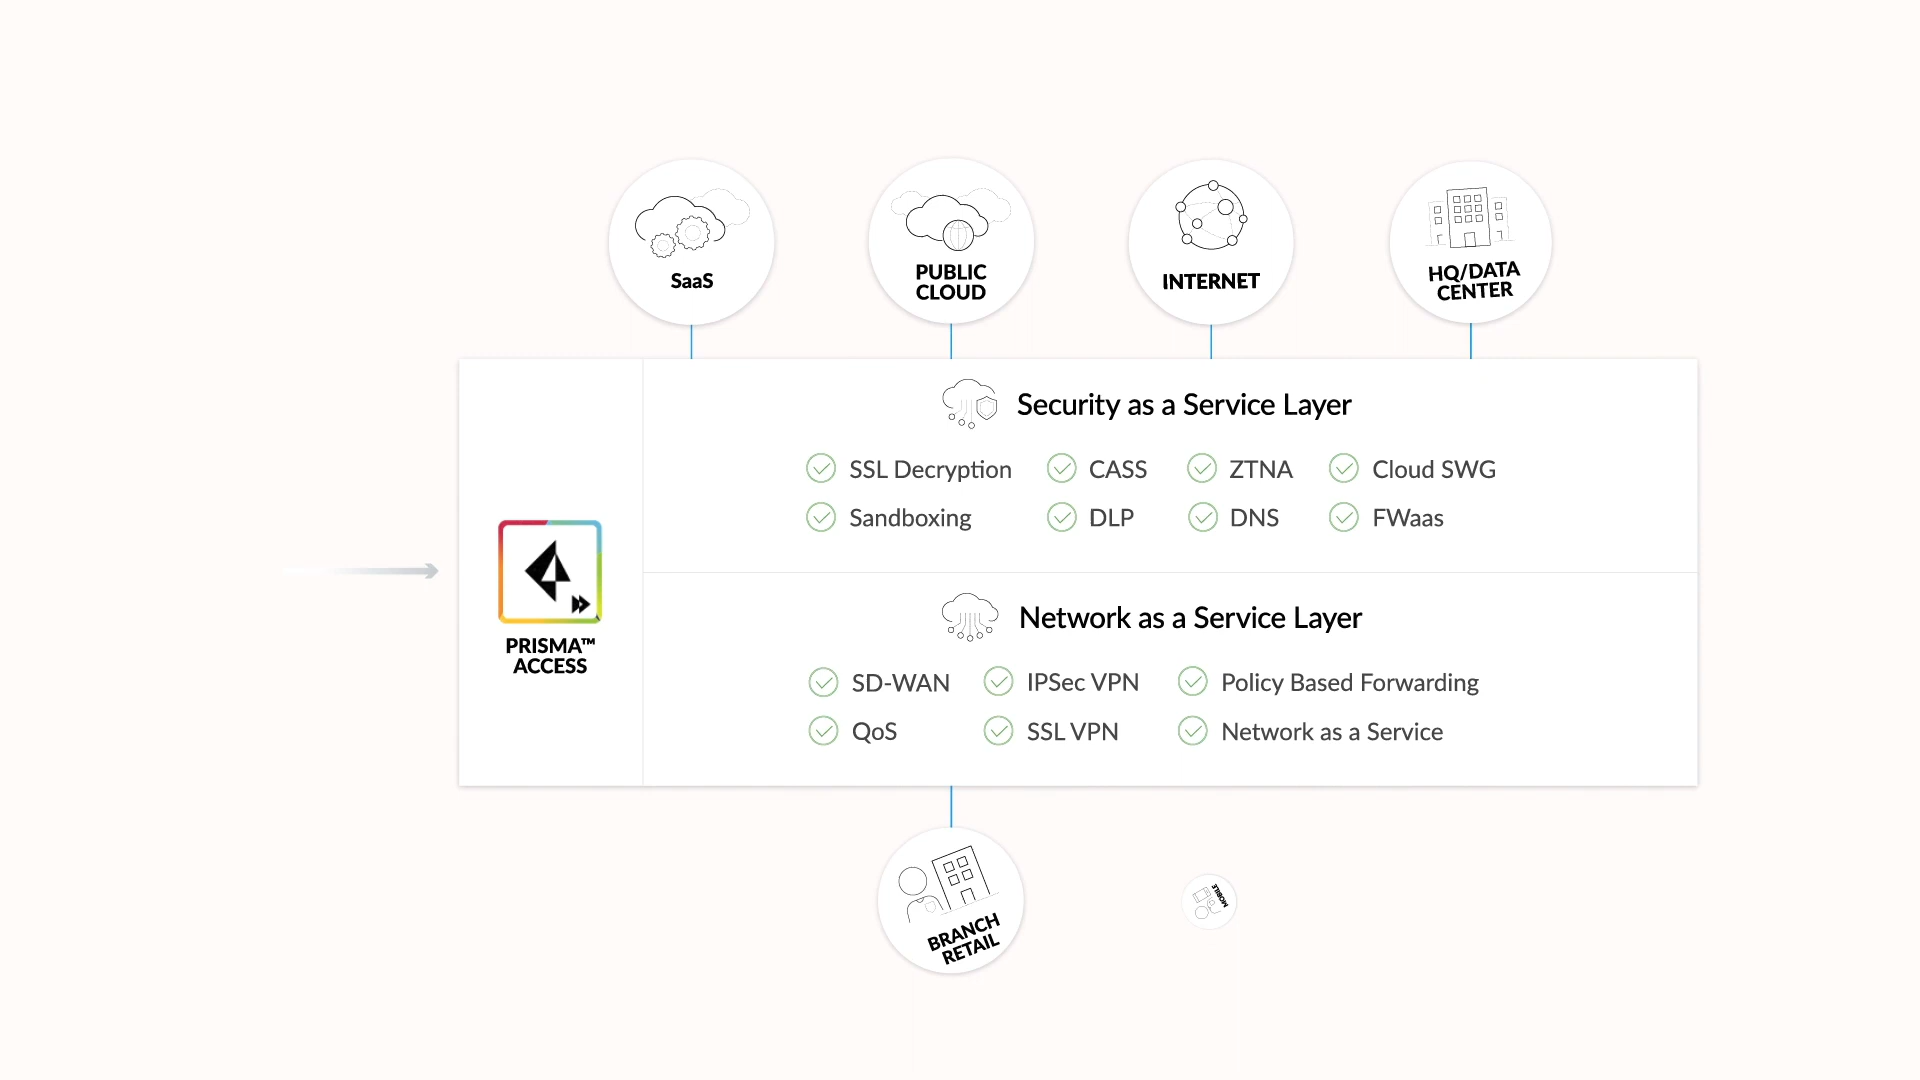 SaaS
PUBLIC
CLOUD
INTERNET
HQ/DATA
CENTER
Security as a Service Layer
SSL Decryption
CASS
ZTNA
Cloud SWG
Sandboxing
DLP
DNS
FWaas
PRISMA™
ACCESS
Network as a Service Layer
SD-WAN
IPSec VPN
Policy Based Forwarding
QoS
SSL VPN
Network as a Service
BRANCH
RETAIL
MOBILE